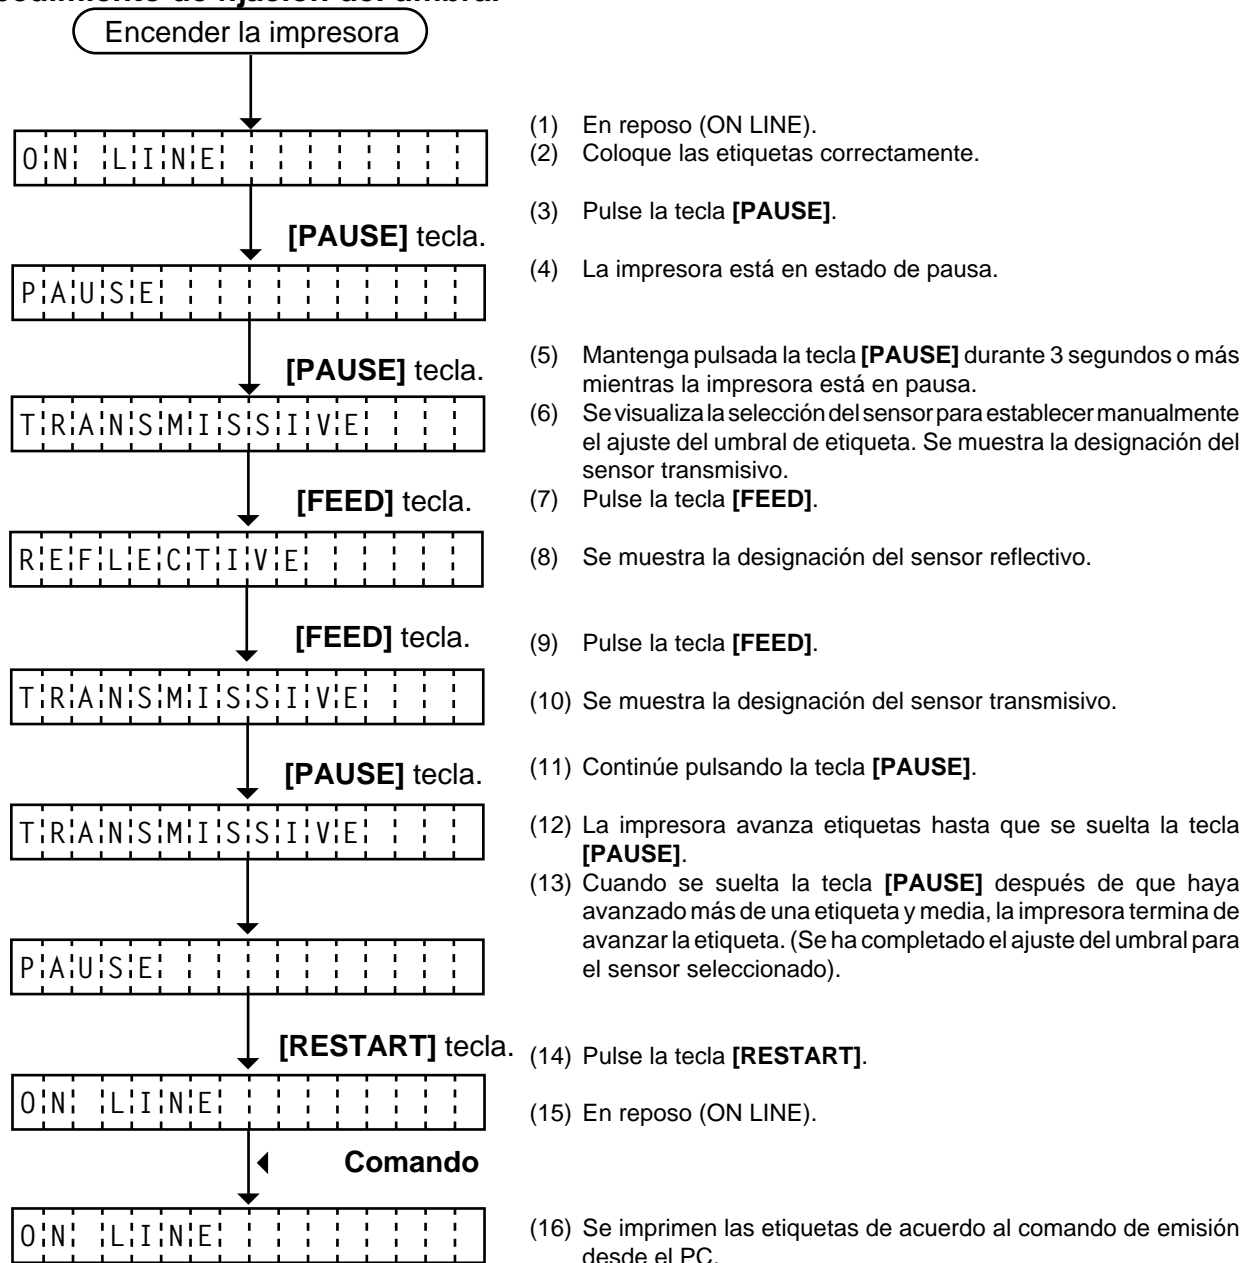 Encender la impresora
(1) En reposo (ON LINE).
ON LINE
(2) Coloque las etiquetas correctamente.
(3) Pulse la tecla [PAUSE].
[PAUSE] tecla.
(4) La impresora está en estado de pausa.
PAUSE
(5) Mantenga pulsada la tecla [PAUSE] durante 3 segundos o más
mientras la impresora está en pausa.
[PAUSE] tecla.
(6) Se visualiza la selección del sensor para establecer manualmente
el ajuste del umbral de etiqueta. Se muestra la designación del
sensor transmisivo.
TRANSMISSIVE
(7) Pulse la tecla [FEED].
[FEED] tecla.
(8) Se muestra la designación del sensor reflectivo.
REFLECTIVE
(9) Pulse la tecla [FEED].
[FEED] tecla.
(10) Se muestra la designación del sensor transmisivo.
TRANSMISSIVE
(11) Continúe pulsando la tecla [PAUSE].
[PAUSE] tecla.
(12) La impresora avanza etiquetas hasta que se suelta la tecla
[PAUSE].
TRANSMISSIVE
(13) Cuando se suelta la tecla [PAUSE] después de que haya
avanzado más de una etiqueta y media, la impresora termina de
avanzar la etiqueta. (Se ha completado el ajuste del umbral para
el sensor seleccionado).
PAUSE
[RESTART] tecla.
(14) Pulse la tecla [RESTART].
ON LINE
(15) En reposo (ON LINE).
Comando
ON LINE
(16) Se imprimen las etiquetas de acuerdo al comando de emisión
desde el PC.